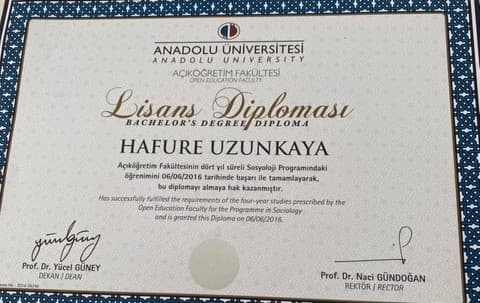 ANADOLU ÜNİVERSİTESİ
ANADOLU UNIVERSITY
AÇIKÖĞRETİM FAKÜLTESİ
OPEN EDUCATION FACULTY
Lisans Diploması
BACHELOR'S DEGREE DIPLOMA
HAFURE UZUNKAYA
Açıköğretim Fakültesinin dört yıl süreli Sosyoloji Programındaki
öğrenimini 06/06/2016 tarihinde başarı ile tamamlayarak,
bu diplomayı almaya hak kazanmıştır.
Has successfully fulfilled the requirements of the four-year studies prescribed by the
Open Education Faculty for the Programme in Sociology
and is granted this Diploma on 06/06/2016.
Prof. Dr. Yücel GÜNEY
DEKAN / DEAN
Prof. Dr. Naci GÜNDOĞAN
REKTÖR / RECTOR